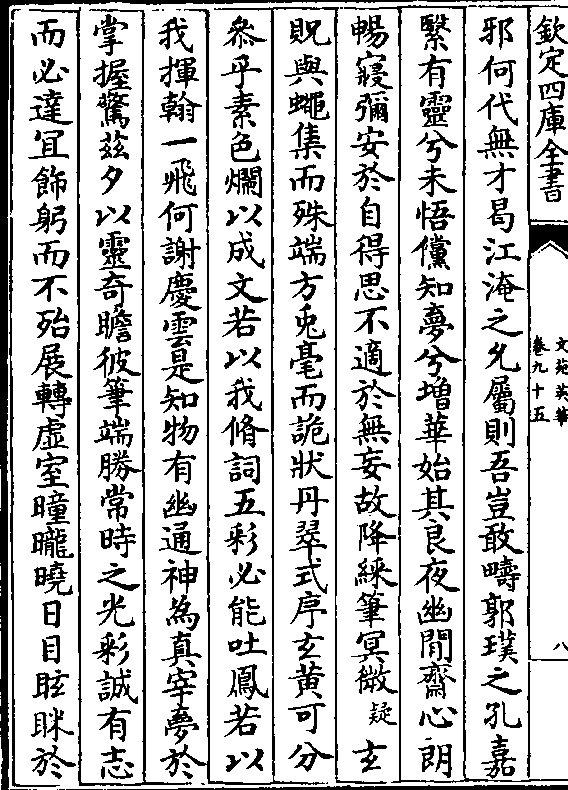 欽定四庫全書
文苑英華
卷九十五
八
邪何代無才曷江淹之允屬則吾豈敢疇郭璞之孔嘉
繄有靈兮未悟儻知夢兮增華始其良夜幽閒齋心朗
暢寢彌安於自得思不適於無妄故降綵筆冥徴疑玄
貺與蠅集而殊端方兎毫而詭狀丹翠式序玄黄可分
叅乎素色爛以成文若以我脩詞五彩必能吐鳳若以
我揮翰一飛何謝慶雲是知物有幽通神為真宰夢於
掌握驚茲夕以靈奇瞻彼筆端勝常時之光彩誠有志
而必達宜飾躬而不殆展轉虛室曈曨曉日目眩眯於